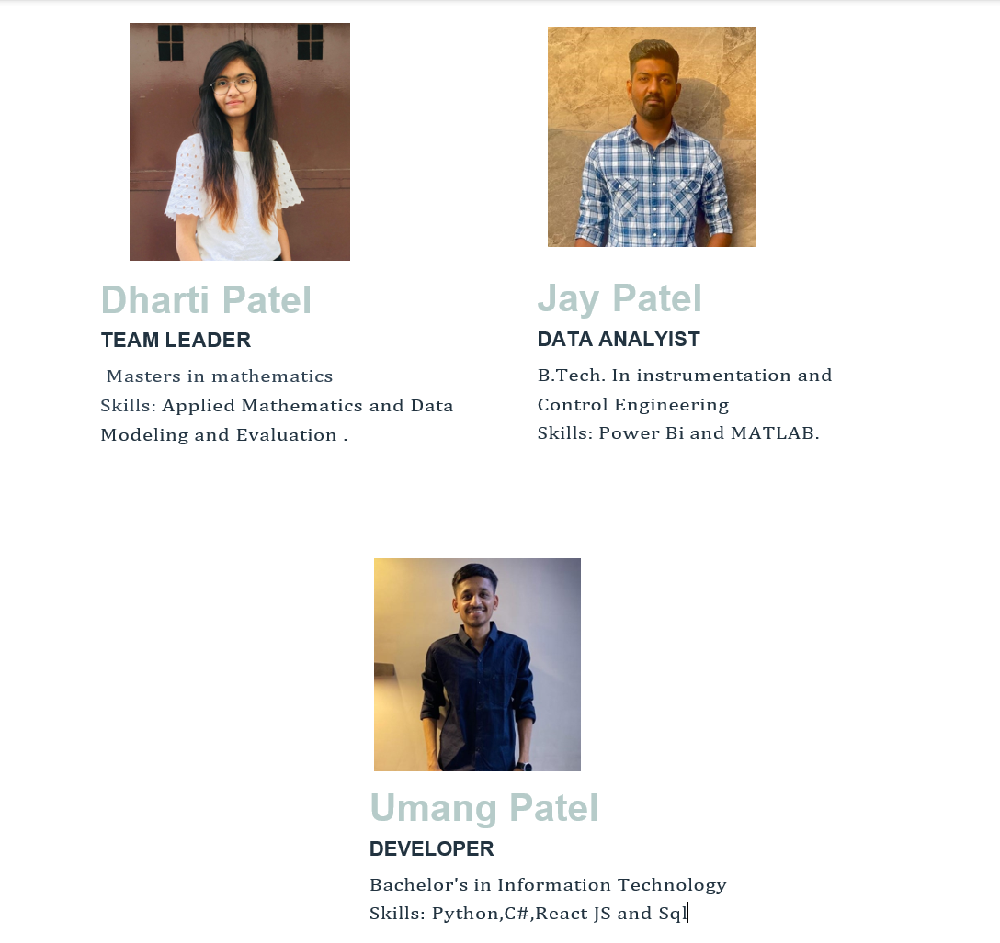 Dharti Patel
TEAM LEADER
Masters in mathematics
Skills: Applied Mathematics and Data
Modeling and Evaluation .
Jay Patel
DATA ANALYIST
B.Tech. In instrumentation and
Control Engineering
Skills: Power Bi and MATLAB.
Umang Patel
DEVELOPER
Bachelor's in Information Technology
Skills: Python,C#,React JS and Sql